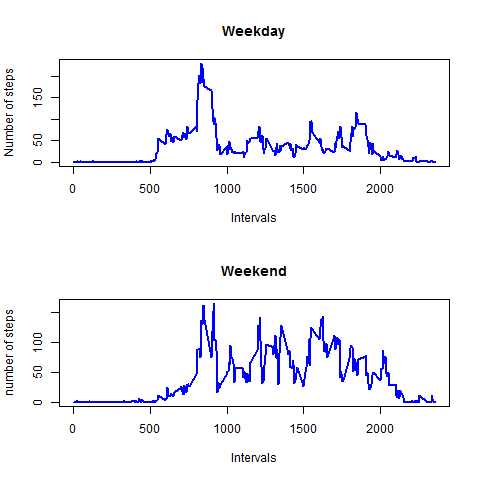 Weekday
Number of steps
0 50 150
0 500 1000 1500 2000
Intervals
Weekend
number of steps
0 50 100
0 500 1000 1500 2000
Intervals